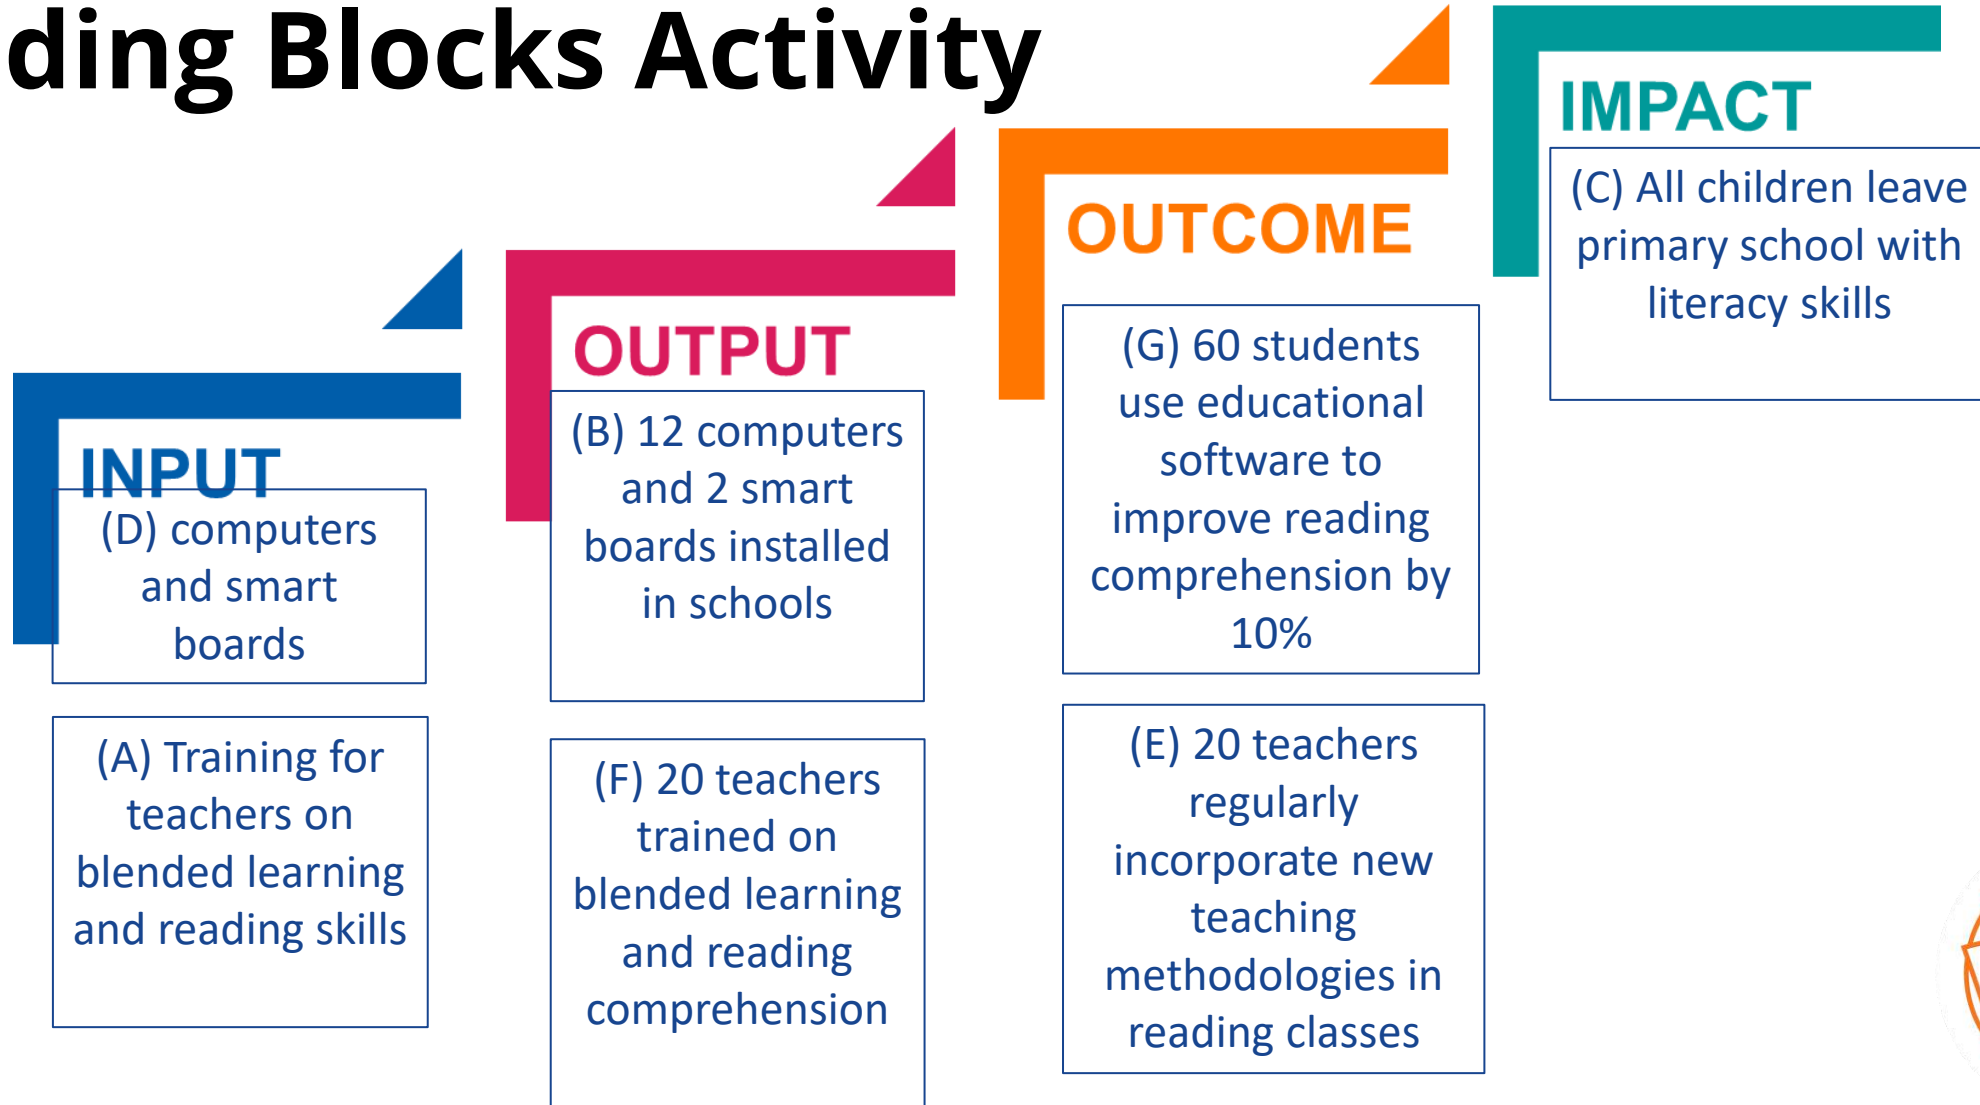 ding Blocks Activity
INPUT
(D) computers
and smart
boards
(A) Training for
teachers on
blended learning
and reading skills
OUTPUT
(B) 12 computers
and 2 smart
boards installed
in schools
(F) 20 teachers
trained on
blended learning
and reading
comprehension
OUTCOME
(G) 60 students
use educational
software to
improve reading
comprehension by
10%
(E) 20 teachers
regularly
incorporate new
teaching
methodologies in
reading classes
IMPACT
(C) All children leave
primary school with
literacy skills